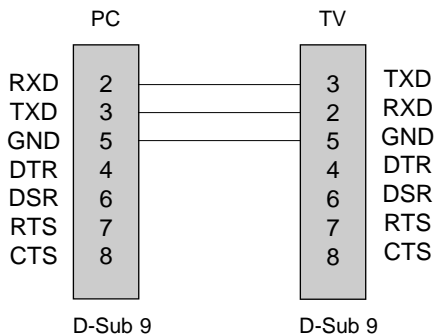 PC TV
RXD 2 3 TXD
TXD 3 2 RXD
GND 5 5 GND
DTR 4 4 DTR
DSR 6 6 DSR
RTS 7 7 RTS
CTS 8 8 CTS
D-Sub 9 D-Sub 9